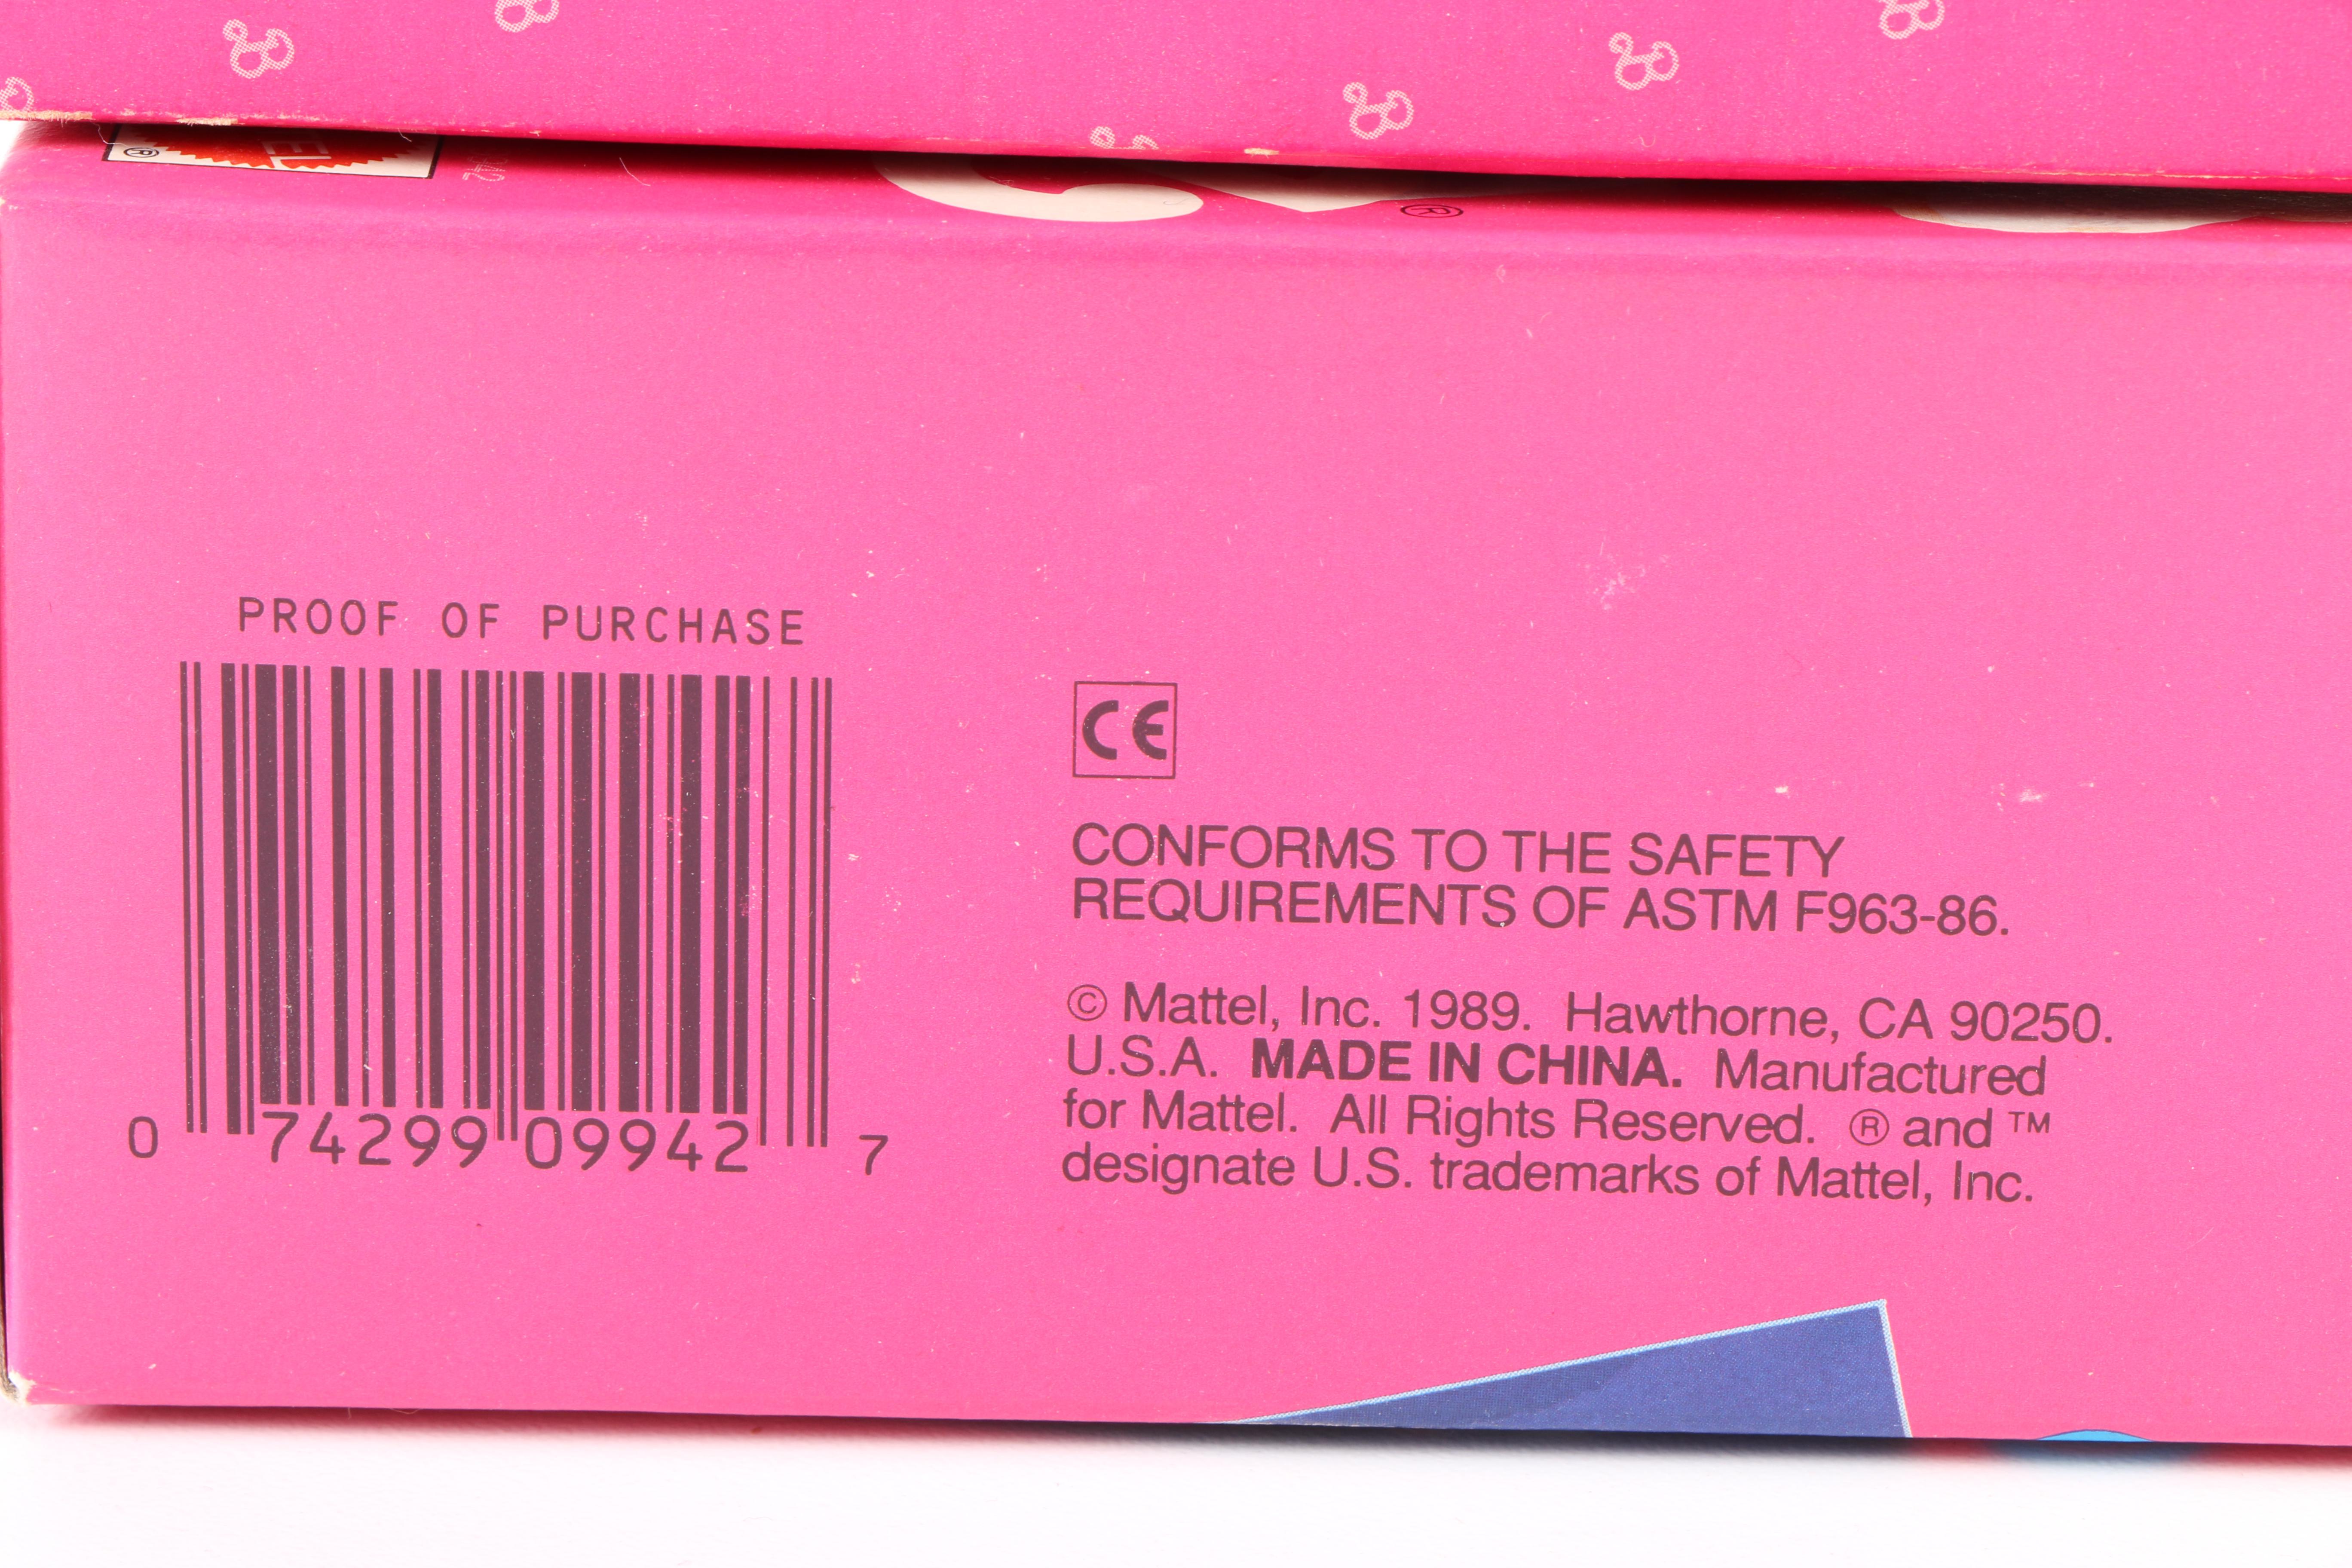 ®
EL
®
PROOF OF PURCHASE
CE
CONFORMS TO THE SAFETY
REQUIREMENTS OF ASTM F963-86.
© Mattel, Inc. 1989. Hawthorne, CA 90250.
U.S.A. MADE IN CHINA. Manufactured
for Mattel. All Rights Reserved. ® and ™
designate U.S. trademarks of Mattel, Inc.
0 74299 09942 7